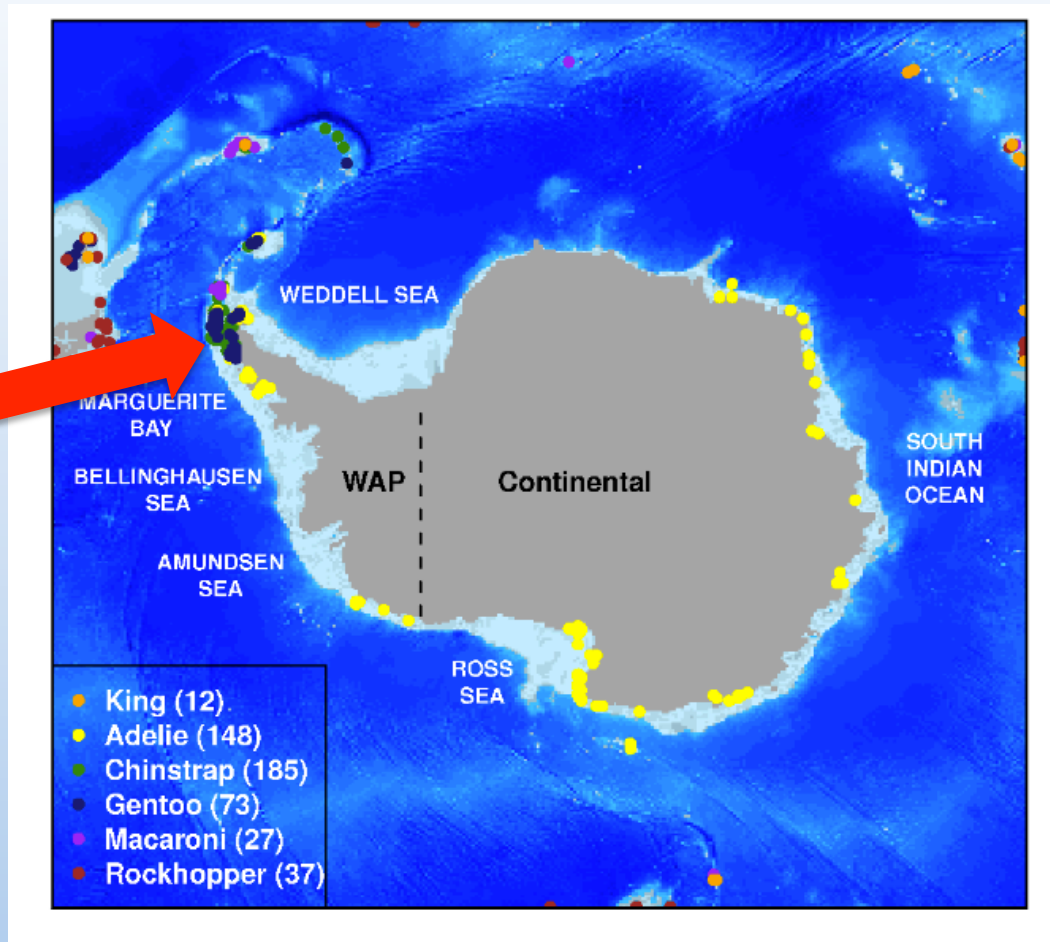 WEDDELL SEA
MARGUERITE
BAY
BELLINGHAUSEN
SEA
WAP
Continental
SOUTH
INDIAN
OCEAN
AMUNDSEN
SEA
ROSS
SEA
King (12).
Adelie (148)
Chinstrap (185)
Gentoo (73)
Macaroni (27)
Rockhopper (37)